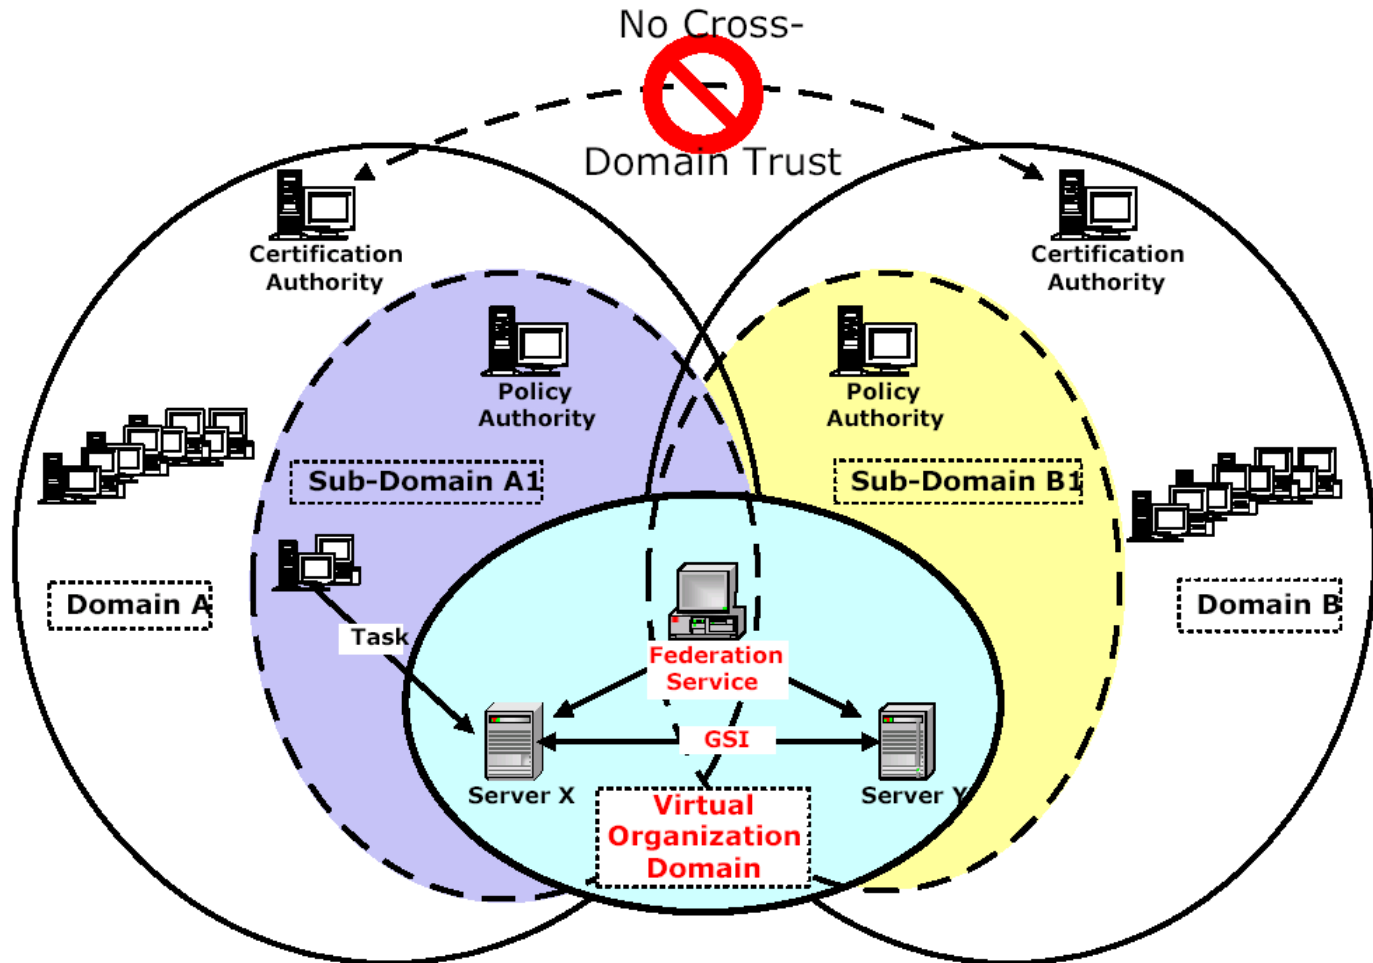 No Cross-
Domain Trust
Certification
Authority
Certification
Authority
Policy
Authority
Policy
Authority
Sub-Domain A1
Sub-Domain B1
Domain A
Domain B
Task
Federation
Service
GSI
Server X
Server Y
Virtual
Organization
Domain